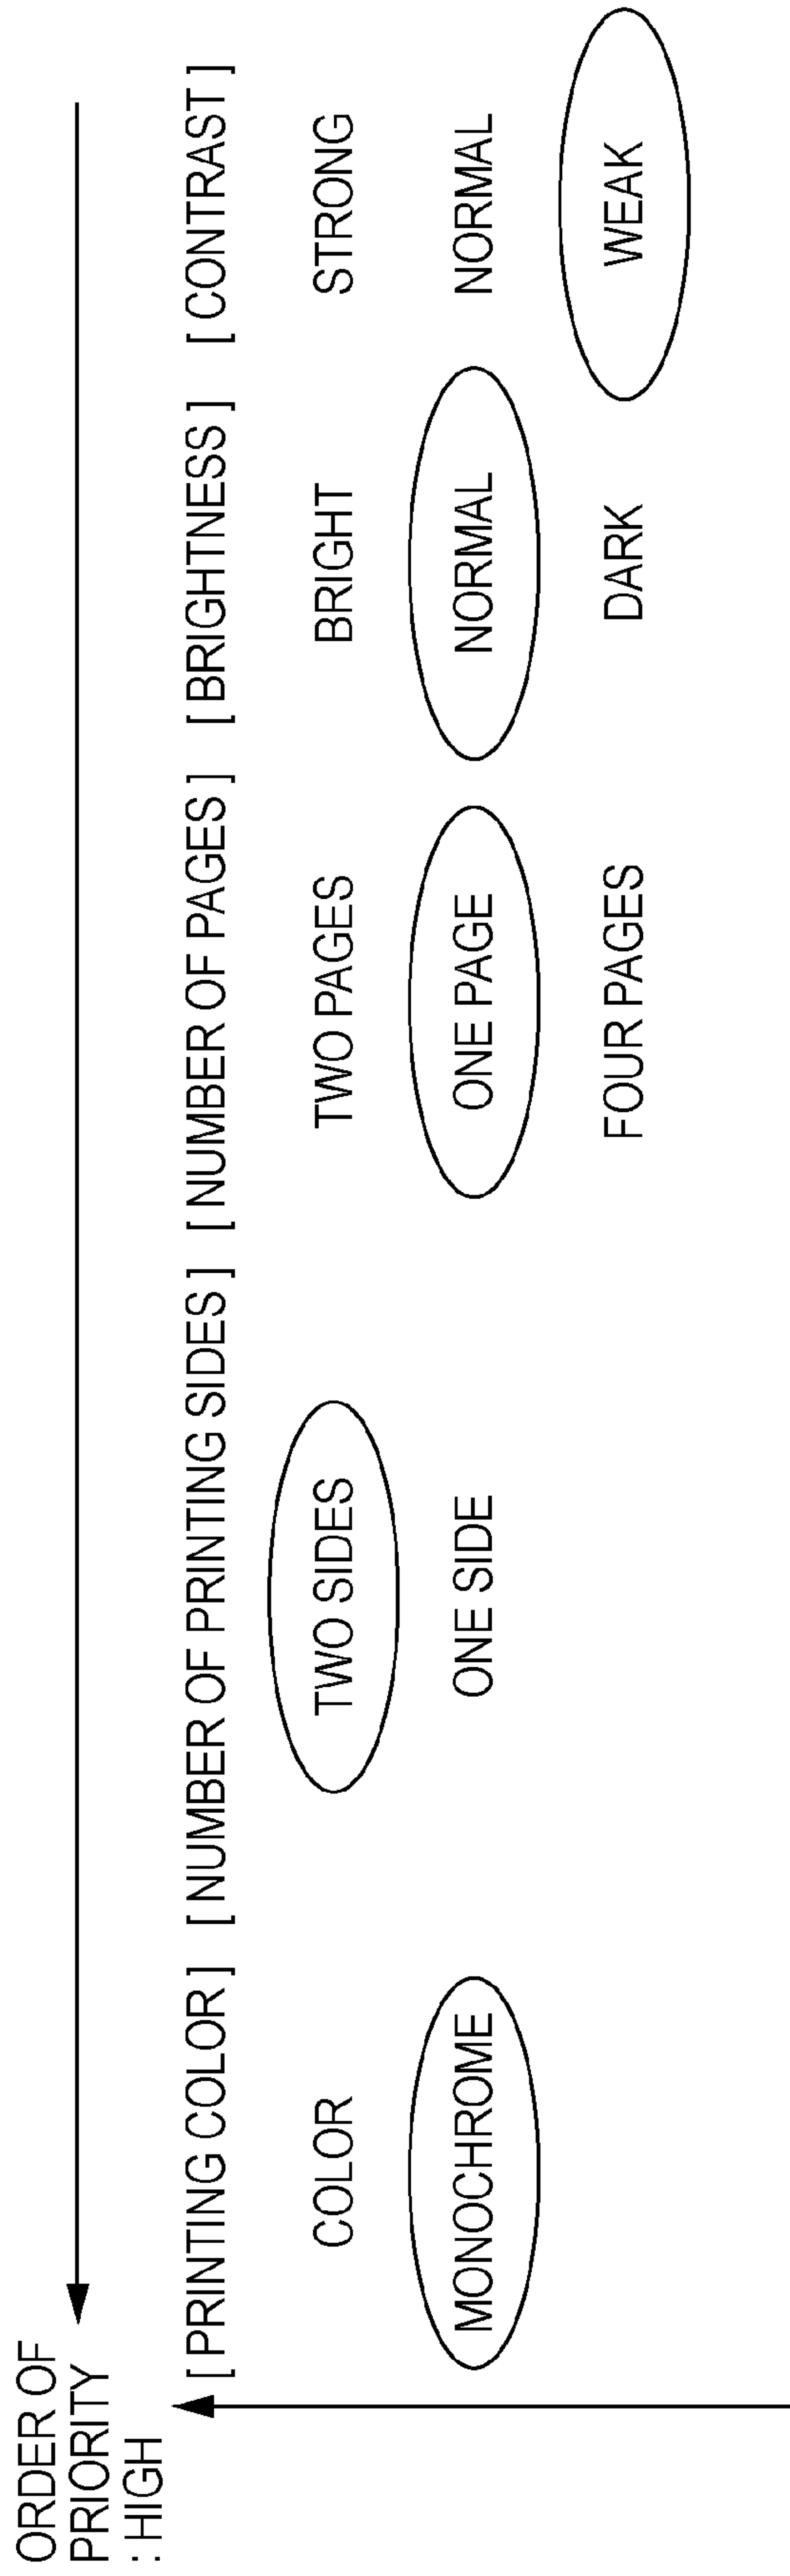 ORDER OF
PRIORITY
: HIGH
[ PRINTING COLOR ] [ NUMBER OF PRINTING SIDES ] [ NUMBER OF PAGES ] [ BRIGHTNESS ] [ CONTRAST ]
COLOR TWO SIDES TWO PAGES BRIGHT STRONG
MONOCHROME ONE SIDE ONE PAGE NORMAL NORMAL
FOUR PAGES DARK WEAK